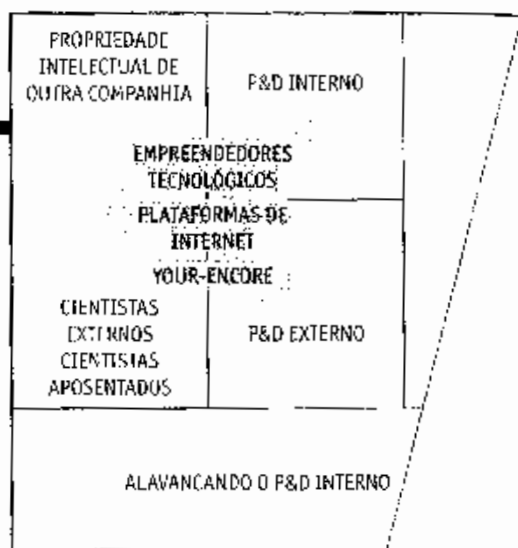 PROPRIEDADE
INTELECTUAL DE
OUTRA COMPANHIA
P&D INTERNO
EMPREENDEDORES
TECNOLÓGICOS
PLATAFORMAS DE
INTERNET
YOUR-ENCORE
CIENTISTAS
EXTERNOS
CIENTISTAS
APOSENTADOS
P&D EXTERNO
ALAVANCANDO O P&D INTERNO